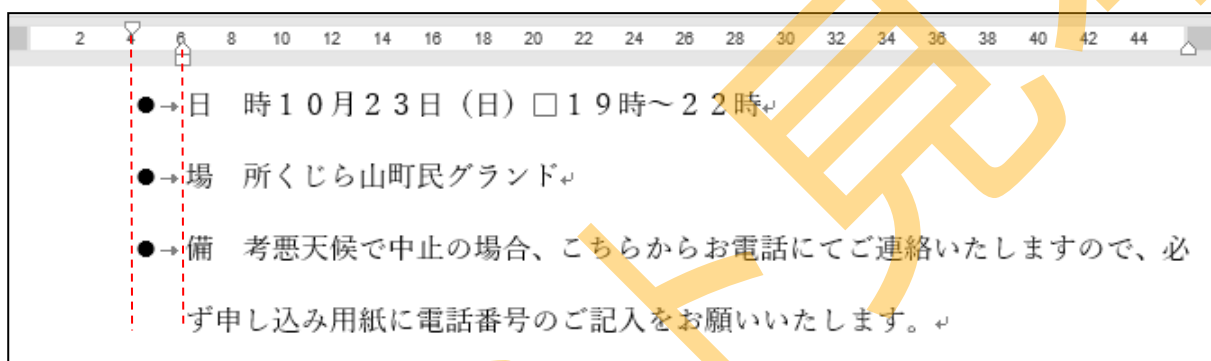 2 4 6 8 10 12 14 16 18 20 22 24 26 28 30 32 34 36 38 40 42 44
●→日　時１０月２３日（日）□１９時～２２時↵
●→場　所くじら山町民グランド↵
●→備　考悪天候で中止の場合、こちらからお電話にてご連絡いたしますので、必
ず申し込み用紙に電話番号のご記入をお願いいたします。↵